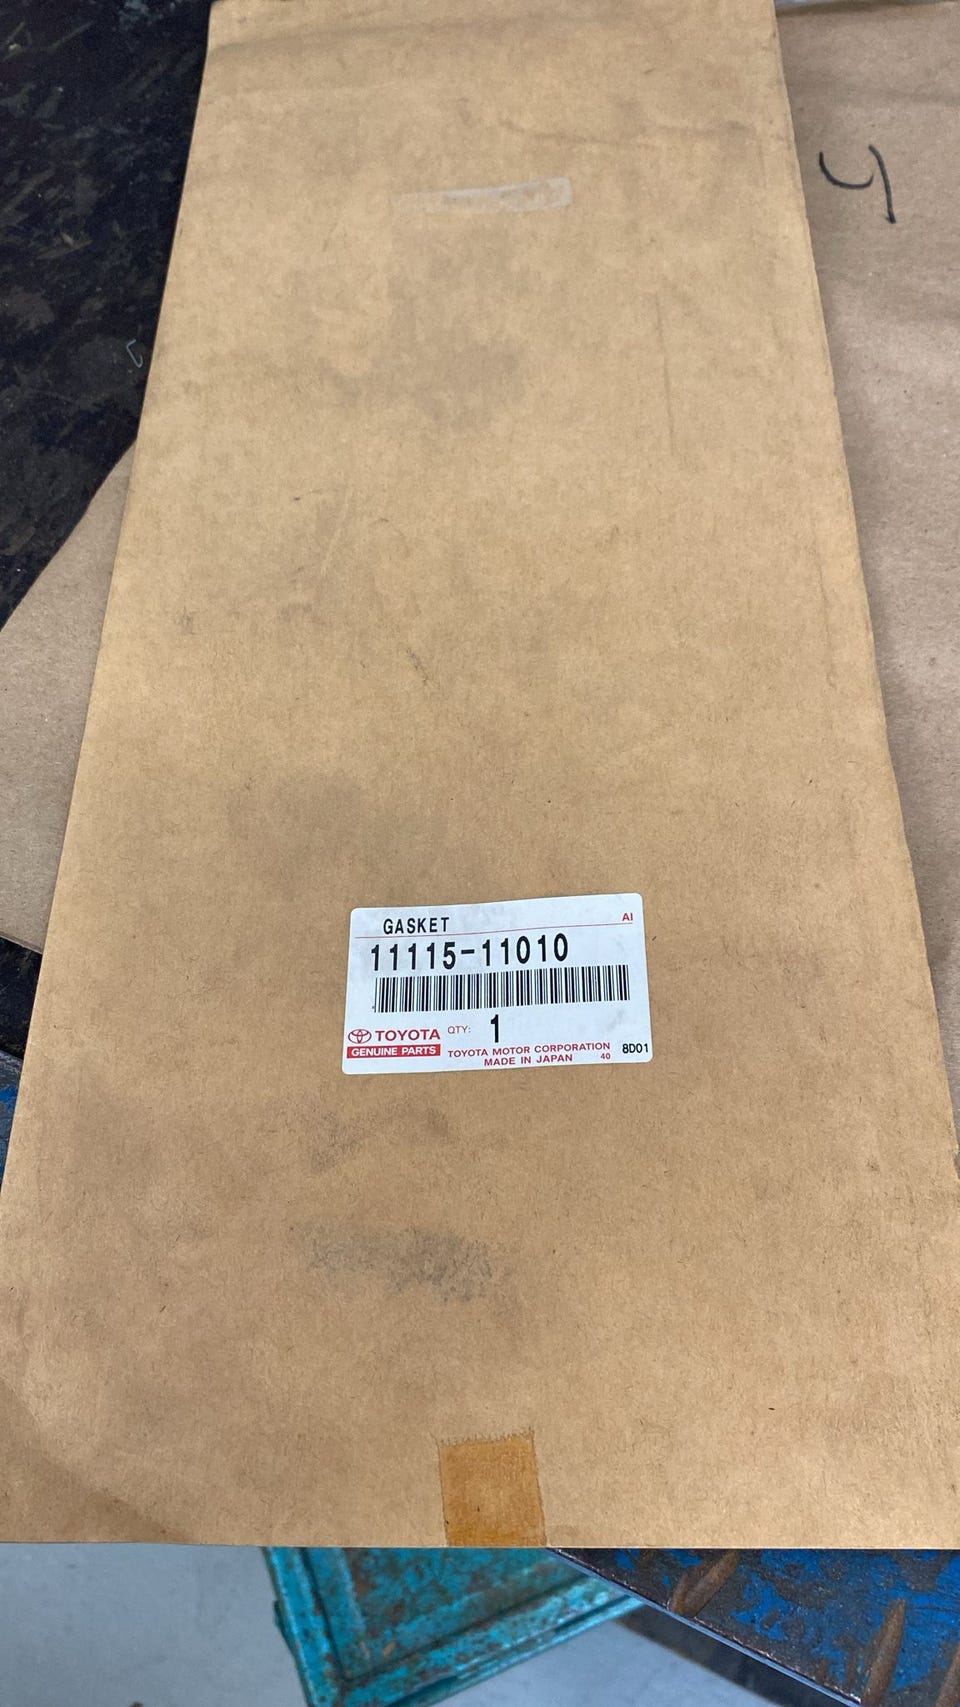 GASKET AI
11115-11010
TOYOTA QTY: 1
GENUINE PARTS TOYOTA MOTOR CORPORATION 8D01
MADE IN JAPAN 40